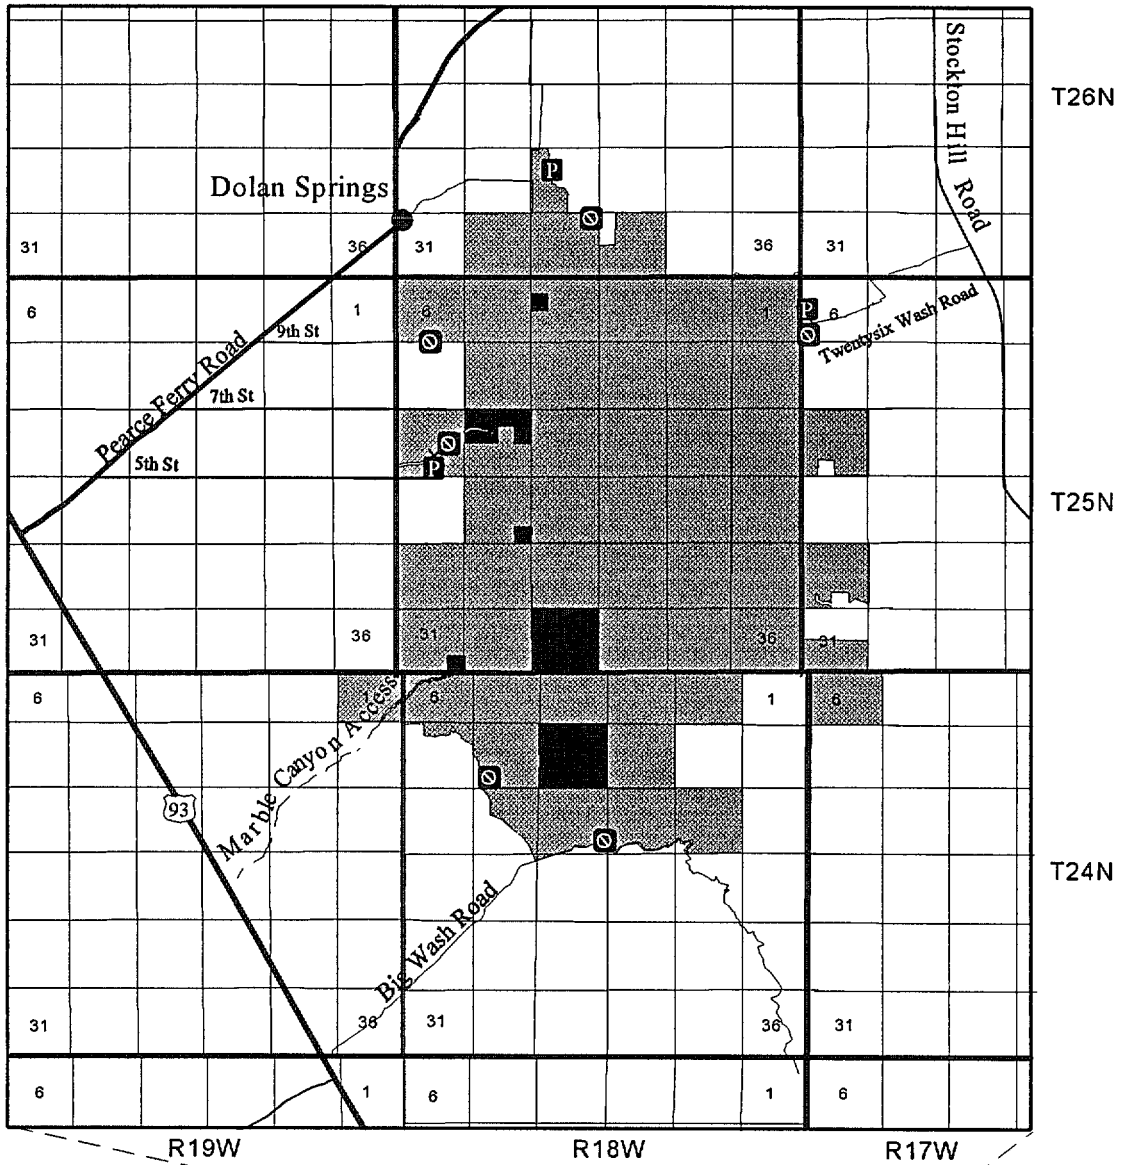 Stockton Hill Road
T26N
P
Dolan Springs
31
36
31
36
31
6
1
6
1
P
6
9th St
Twentysix Wash Road
Pearce Ferry Road
7th St
5th St
P
T25N
31
36
31
36
31
6
1
6
1
6
Marble Canyon Access
93
T24N
Big Wash Road
31
36
31
36
31
6
1
6
1
6
R19W
R18W
R17W